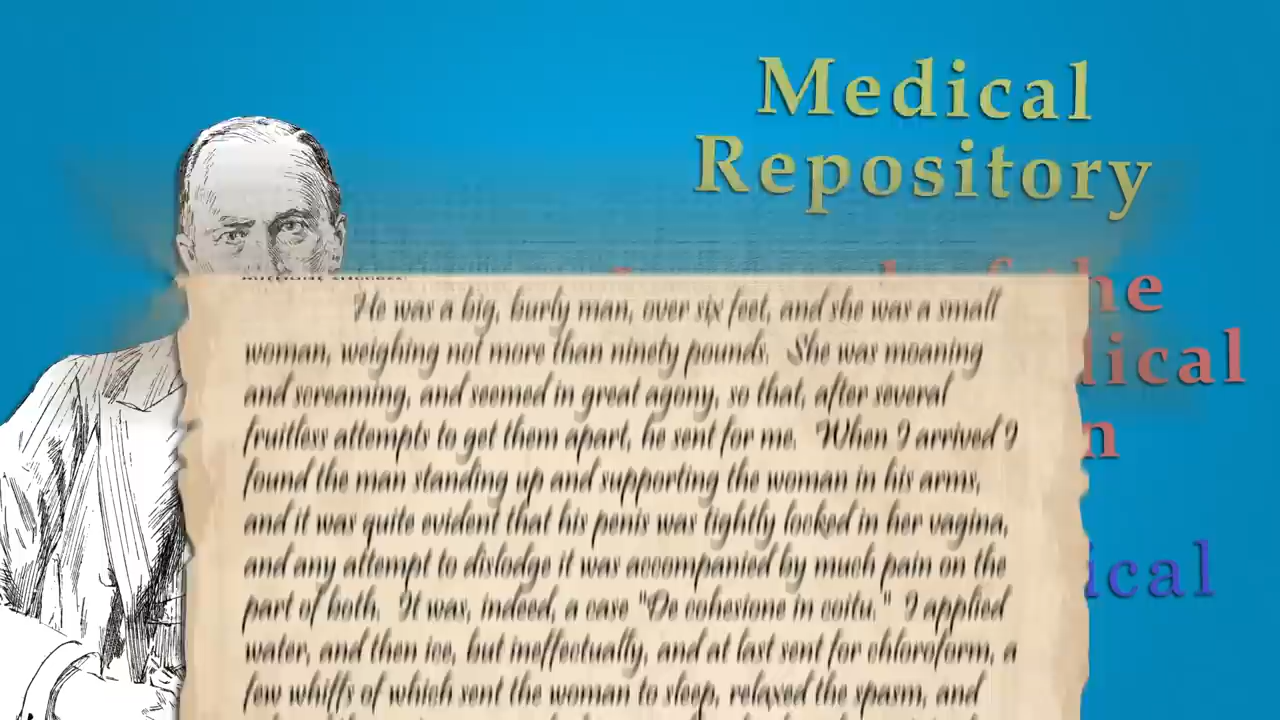 Medical
Repository
he
dical
n
ical
He was a big, burly man, over six feet, and she was a small
woman, weighing not more than ninety pounds. She was moaning
and screaming, and seemed in great agony, so that, after several
fruitless attempts to get them apart, he sent for me. When I arrived I
found the man standing up and supporting the woman in his arms,
and it was quite evident that his penis was tightly locked in her vagina,
and any attempt to dislodge it was accompanied by much pain on the
part of both. It was, indeed, a case "De cohesione in coitu." I applied
water, and then ice, but ineffectually, and at last sent for chloroform, a
few whiffs of which sent the woman to sleep, relaxed the spasm, and